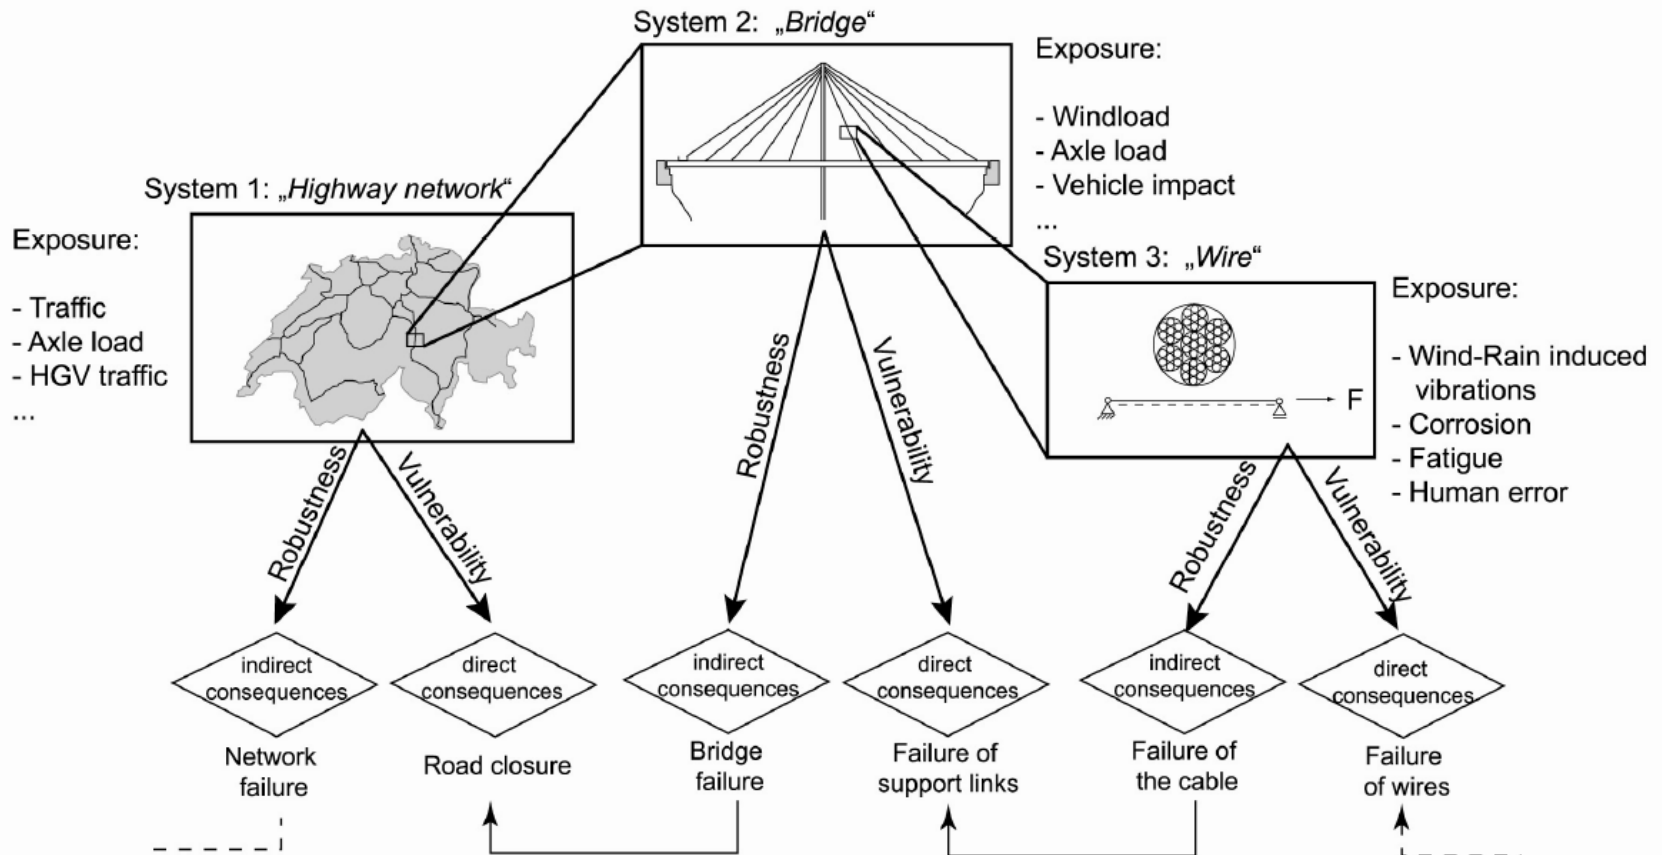 System 2: „Bridge“
Exposure:
- Windload
- Axle load
- Vehicle impact
...
System 1: „Highway network“
Exposure:
- Traffic
- Axle load
- HGV traffic
...
System 3: „Wire“
Exposure:
- Wind-Rain induced
vibrations
- Corrosion
- Fatigue
- Human error
F
Robustness
Vulnerability
Robustness
Vulnerability
Robustness
Vulnerability
indirect
consequences
Network
failure
direct
consequences
Road closure
indirect
consequences
Bridge
failure
direct
consequences
Failure of
support links
indirect
consequences
Failure of
the cable
direct
consequences
Failure
of wires